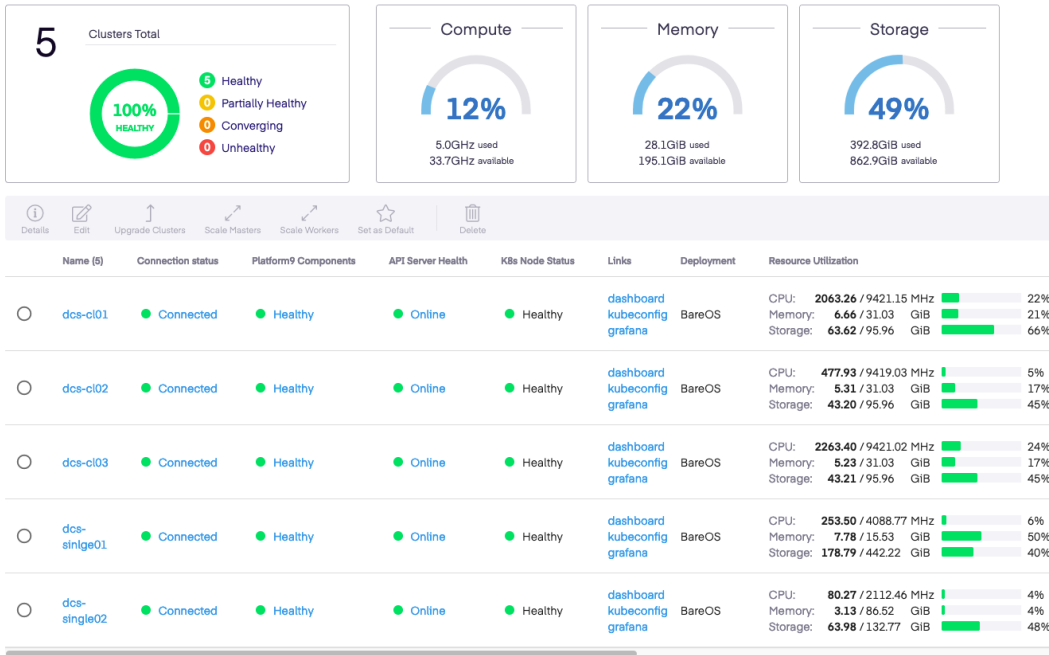 5
Clusters Total
100%
HEALTHY
5 Healthy
0 Partially Healthy
0 Converging
0 Unhealthy
Compute
12%
5.0GHz used
33.7GHz available
Memory
22%
28.1GiB used
195.1GiB available
Storage
49%
392.8GiB used
862.9GiB available
Details Edit Upgrade Clusters Scale Masters Scale Workers Set as Default Delete
Name (5) Connection status Platform9 Components API Server Health K8s Node Status Links Deployment Resource Utilization
dcs-cl01 Connected Healthy Online Healthy
dashboard
kubeconfig
grafana
BareOS
CPU: 2063.26 / 9421.15 MHz 22%
Memory: 6.66 / 31.03 GiB 21%
Storage: 63.62 / 95.96 GiB 66%
dcs-cl02 Connected Healthy Online Healthy
dashboard
kubeconfig
grafana
BareOS
CPU: 477.93 / 9419.03 MHz 5%
Memory: 5.31 / 31.03 GiB 17%
Storage: 43.20 / 95.96 GiB 45%
dcs-cl03 Connected Healthy Online Healthy
dashboard
kubeconfig
grafana
BareOS
CPU: 2263.40 / 9421.02 MHz 24%
Memory: 5.23 / 31.03 GiB 17%
Storage: 43.21 / 95.96 GiB 45%
dcs-
sinlge01
Connected Healthy Online Healthy
dashboard
kubeconfig
grafana
BareOS
CPU: 253.50 / 4088.77 MHz 6%
Memory: 7.78 / 15.53 GiB 50%
Storage: 178.79 / 442.22 GiB 40%
dcs-
single02
Connected Healthy Online Healthy
dashboard
kubeconfig
grafana
BareOS
CPU: 80.27 / 2112.46 MHz 4%
Memory: 3.13 / 86.52 GiB 4%
Storage: 63.98 / 132.77 GiB 48%